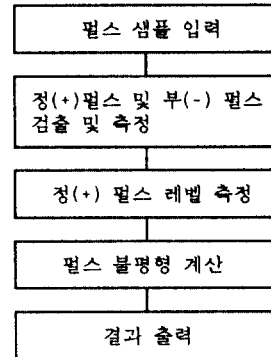 펄스 샘플 입력
정(+)펄스 및 부(-) 펄스
검출 및 측정
정(+) 펄스 레벨 측정
펄스 불평형 계산
결과 출력